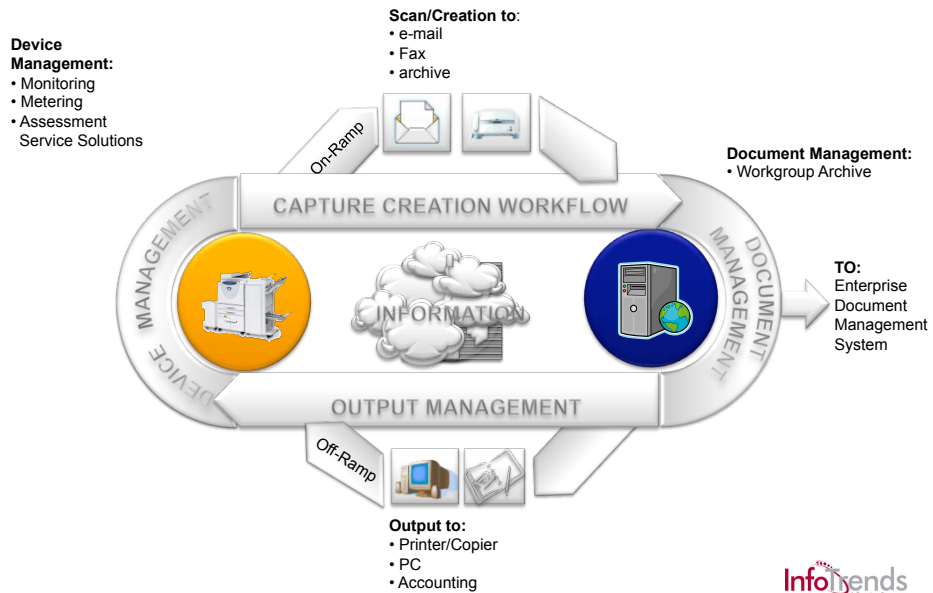 Scan/Creation to:
• e-mail
• Fax
• archive
Device
Management:
• Monitoring
• Metering
• Assessment
Service Solutions
On-Ramp
Document Management:
• Workgroup Archive
CAPTURE CREATION WORKFLOW
DEVICE MANAGEMENT
INFORMATION
DOCUMENT
MANAGEMENT
TO:
Enterprise
Document
Management
System
OUTPUT MANAGEMENT
Off-Ramp
Output to:
• Printer/Copier
• PC
• Accounting
InfoTrends